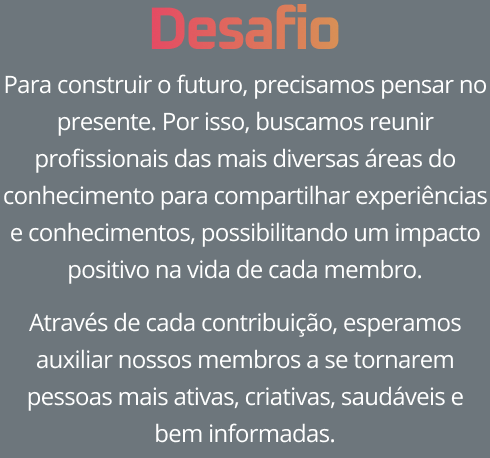 Desafio
Para construir o futuro, precisamos pensar no
presente. Por isso, buscamos reunir
profissionais das mais diversas áreas do
conhecimento para compartilhar experiências
e conhecimentos, possibilitando um impacto
positivo na vida de cada membro.
Através de cada contribuição, esperamos
auxiliar nossos membros a se tornarem
pessoas mais ativas, criativas, saudáveis e
bem informadas.